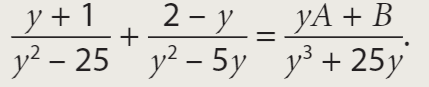 (y + 1)/(y² − 25) + (2 − y)/(y² − 5y) = (yA + B)/(y³ + 25y).